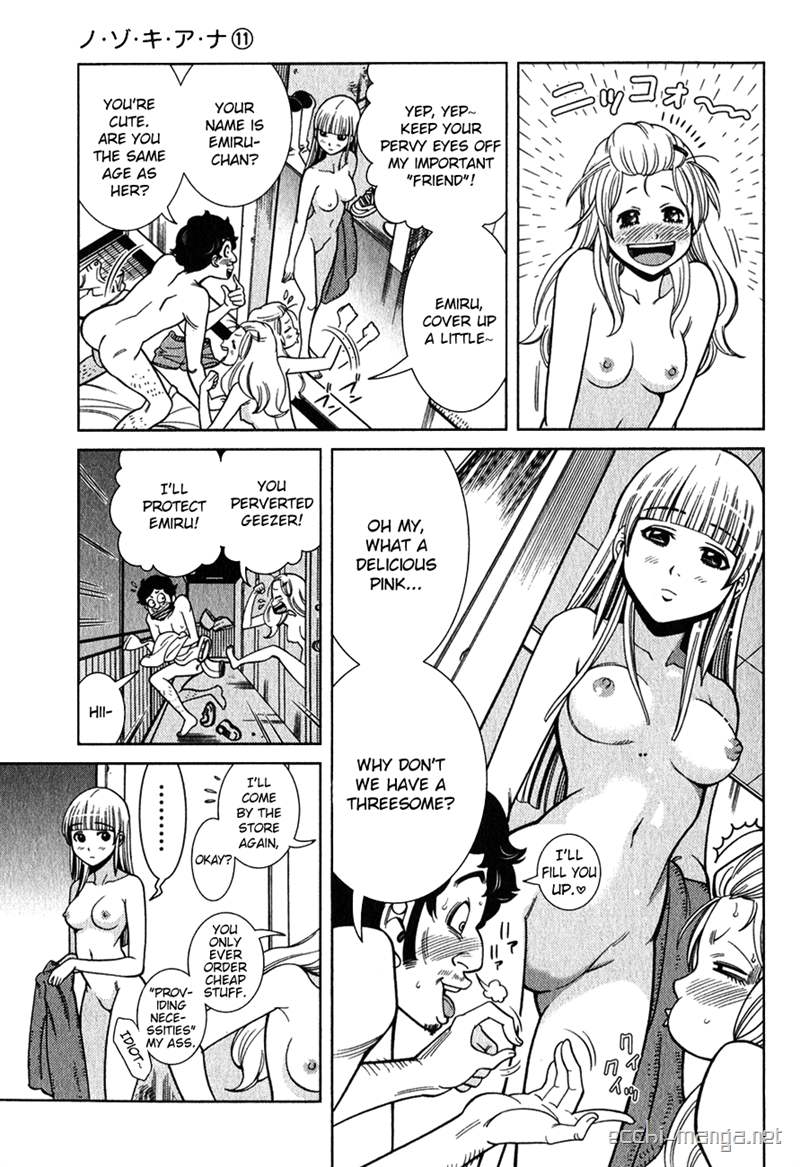 ノ・ゾ・キ・ア・ナ⑪
ニッコォ〜
YEP, YEP~
KEEP YOUR
PERVY EYES OFF
MY IMPORTANT
"FRIEND"!
EMIRU,
COVER UP
A LITTLE~
YOUR
NAME IS
EMIRU-
CHAN?
YOU'RE
CUTE.
ARE YOU
THE SAME
AGE AS
HER?
OH MY,
WHAT A
DELICIOUS
PINK...
WHY DON'T
WE HAVE A
THREESOME?
I'LL
FILL YOU
UP.♡
クイッ
YOU
PERVERTED
GEEZER!
I'LL
PROTECT
EMIRU!
HII-
I'LL
COME
BY THE
STORE
AGAIN,
OKAY?
YOU
ONLY
EVER
ORDER
CHEAP
STUFF.
"PROV-
IDING
NECE-
SSITIES"
MY ASS.
IDIOT~
ecchi-manga.net